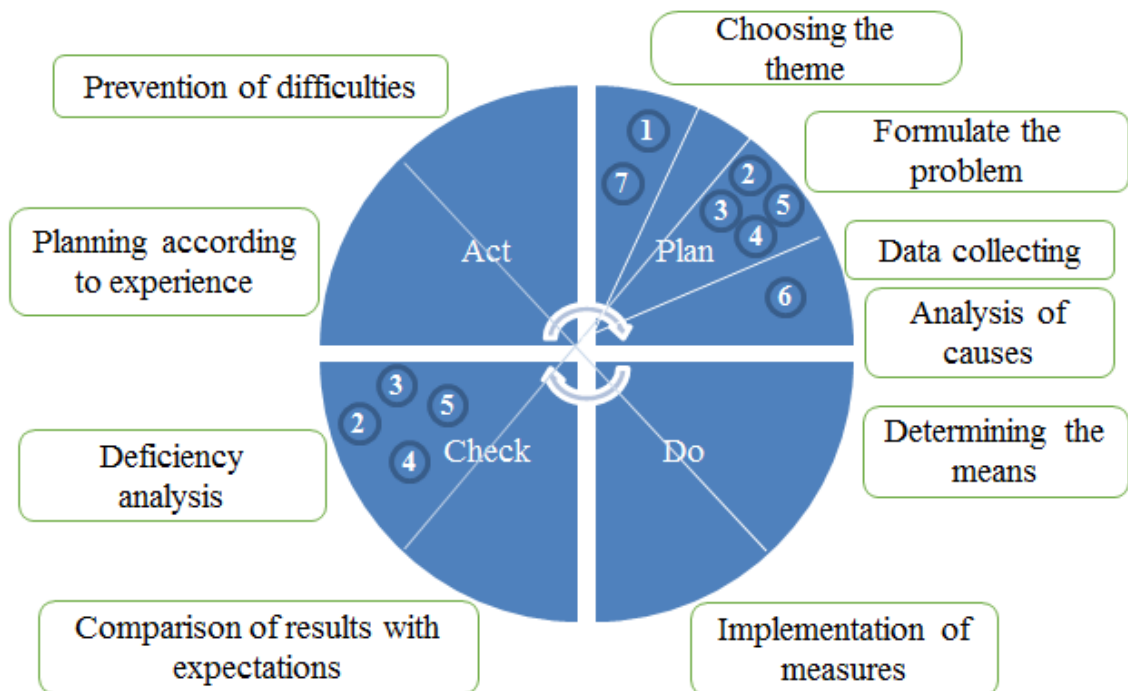 Choosing the
theme
Prevention of difficulties
Formulate the
problem
Planning according
to experience
Data collecting
Analysis of
causes
Determining the
means
Deficiency
analysis
Comparison of results with
expectations
Implementation of
measures
Act
Plan
Check
Do
1
7
2
3
5
4
6
3
2
5
4